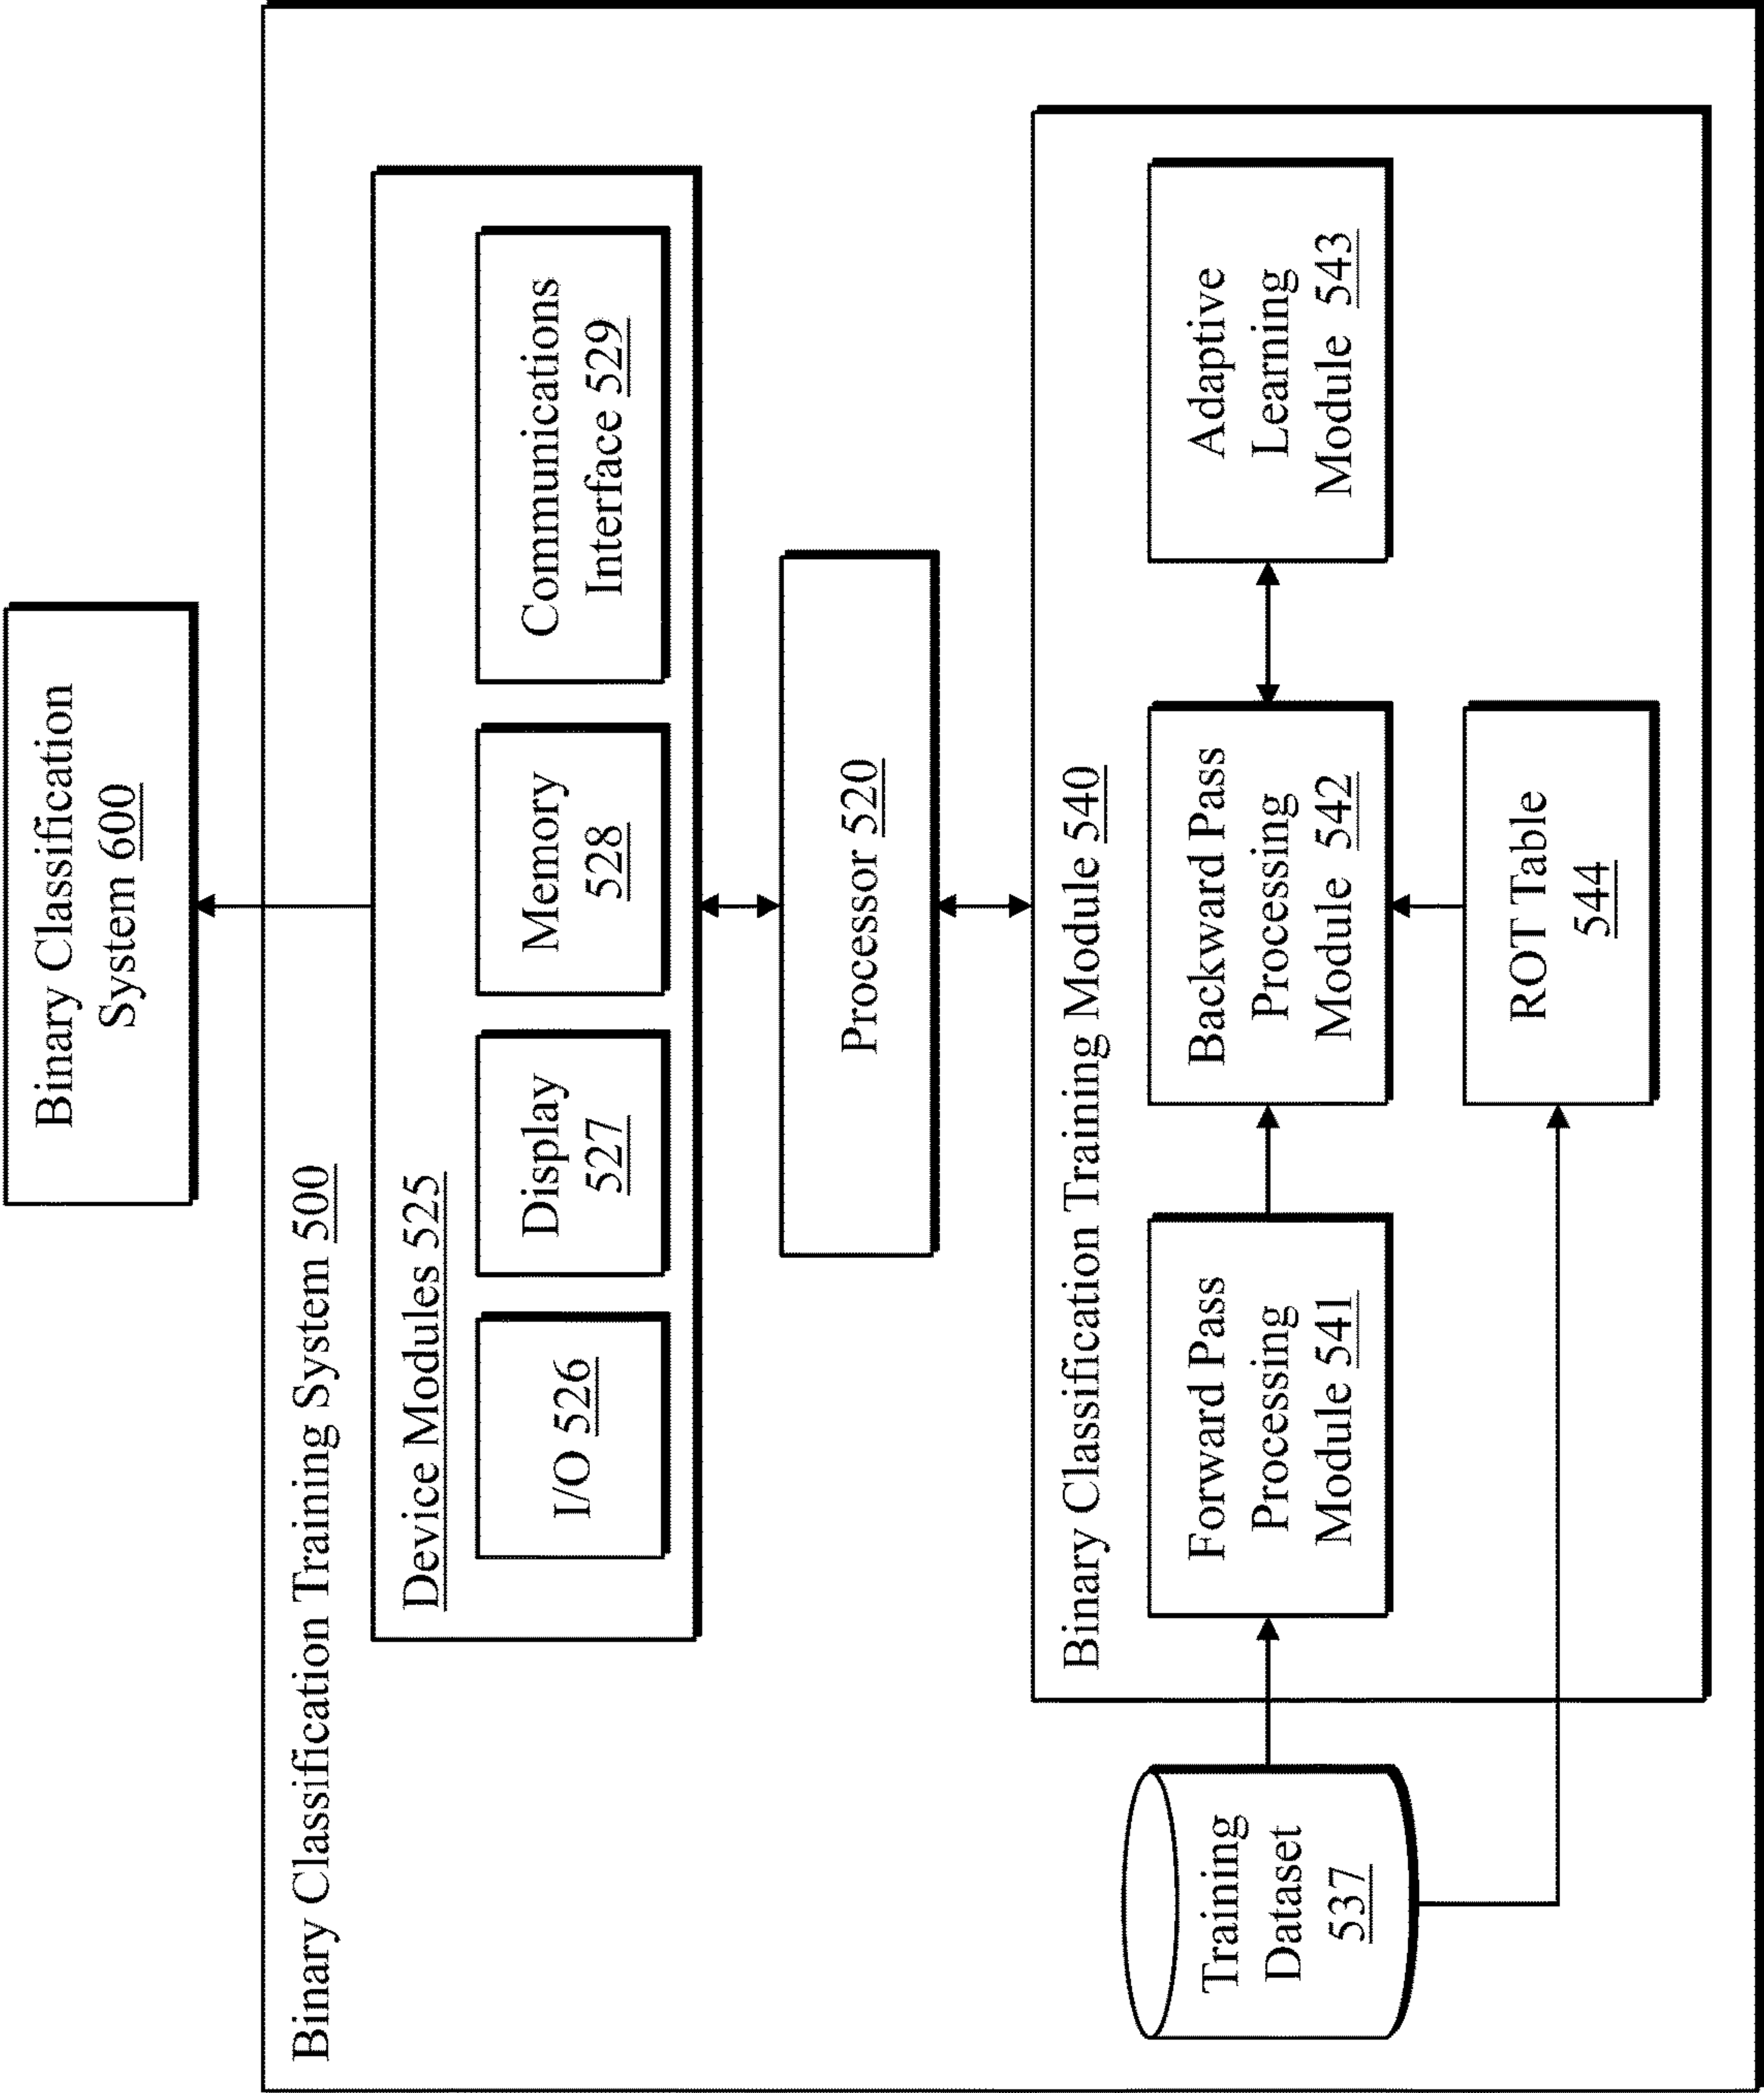 Binary Classification
System 600
Binary Classification Training System 500
Device Modules 525
I/O 526
Display
527
Memory
528
Communications
Interface 529
Processor 520
Binary Classification Training Module 540
Training
Dataset
537
Forward Pass
Processing
Module 541
Backward Pass
Processing
Module 542
Adaptive
Learning
Module 543
ROT Table
544